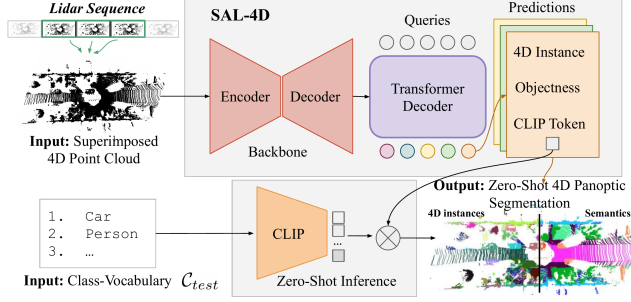 Lidar Sequence
Input: Superimposed
4D Point Cloud
SAL-4D
Encoder
Decoder
Backbone
Queries
Transformer
Decoder
Predictions
4D Instance
Objectness
CLIP Token
1. Car
2. Person
3. …
Input: Class-Vocabulary C_test
CLIP
...
Zero-Shot Inference
Output: Zero-Shot 4D Panoptic
Segmentation
4D instances
Semantics